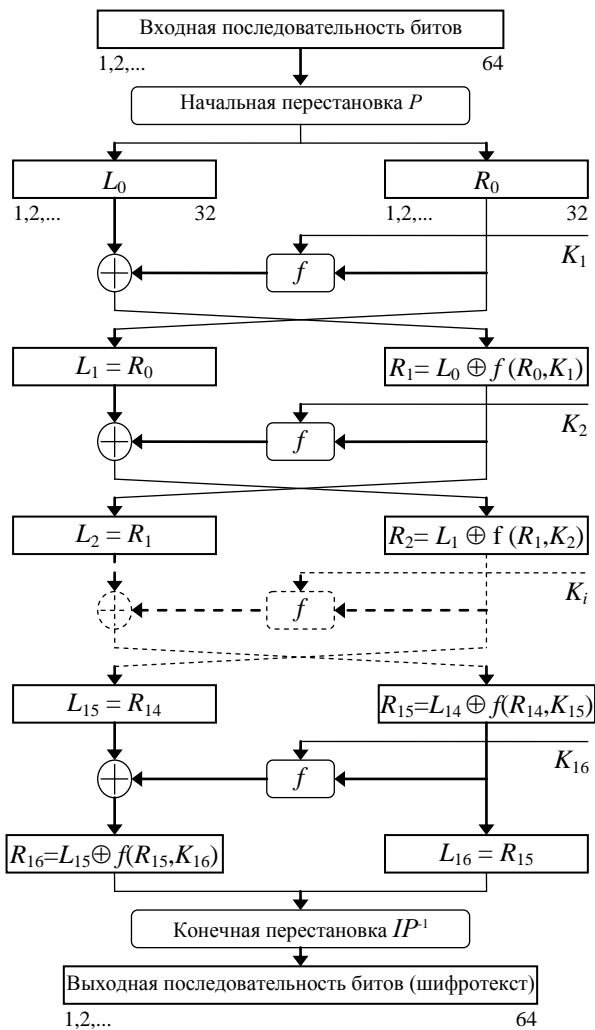 Входная последовательность битов
1,2,... 64
Начальная перестановка P
L₀ R₀
1,2,... 32 1,2,... 32
K₁
f
L₁ = R₀ R₁= L₀ ⊕ f (R₀,K₁)
K₂
f
L₂ = R₁ R₂= L₁ ⊕ f (R₁,K₂)
Kᵢ
f
L₁₅ = R₁₄ R₁₅=L₁₄ ⊕ f(R₁₄,K₁₅)
K₁₆
f
R₁₆=L₁₅⊕ f(R₁₅,K₁₆) L₁₆ = R₁₅
Конечная перестановка IP⁻¹
Выходная последовательность битов (шифротекст)
1,2,... 64